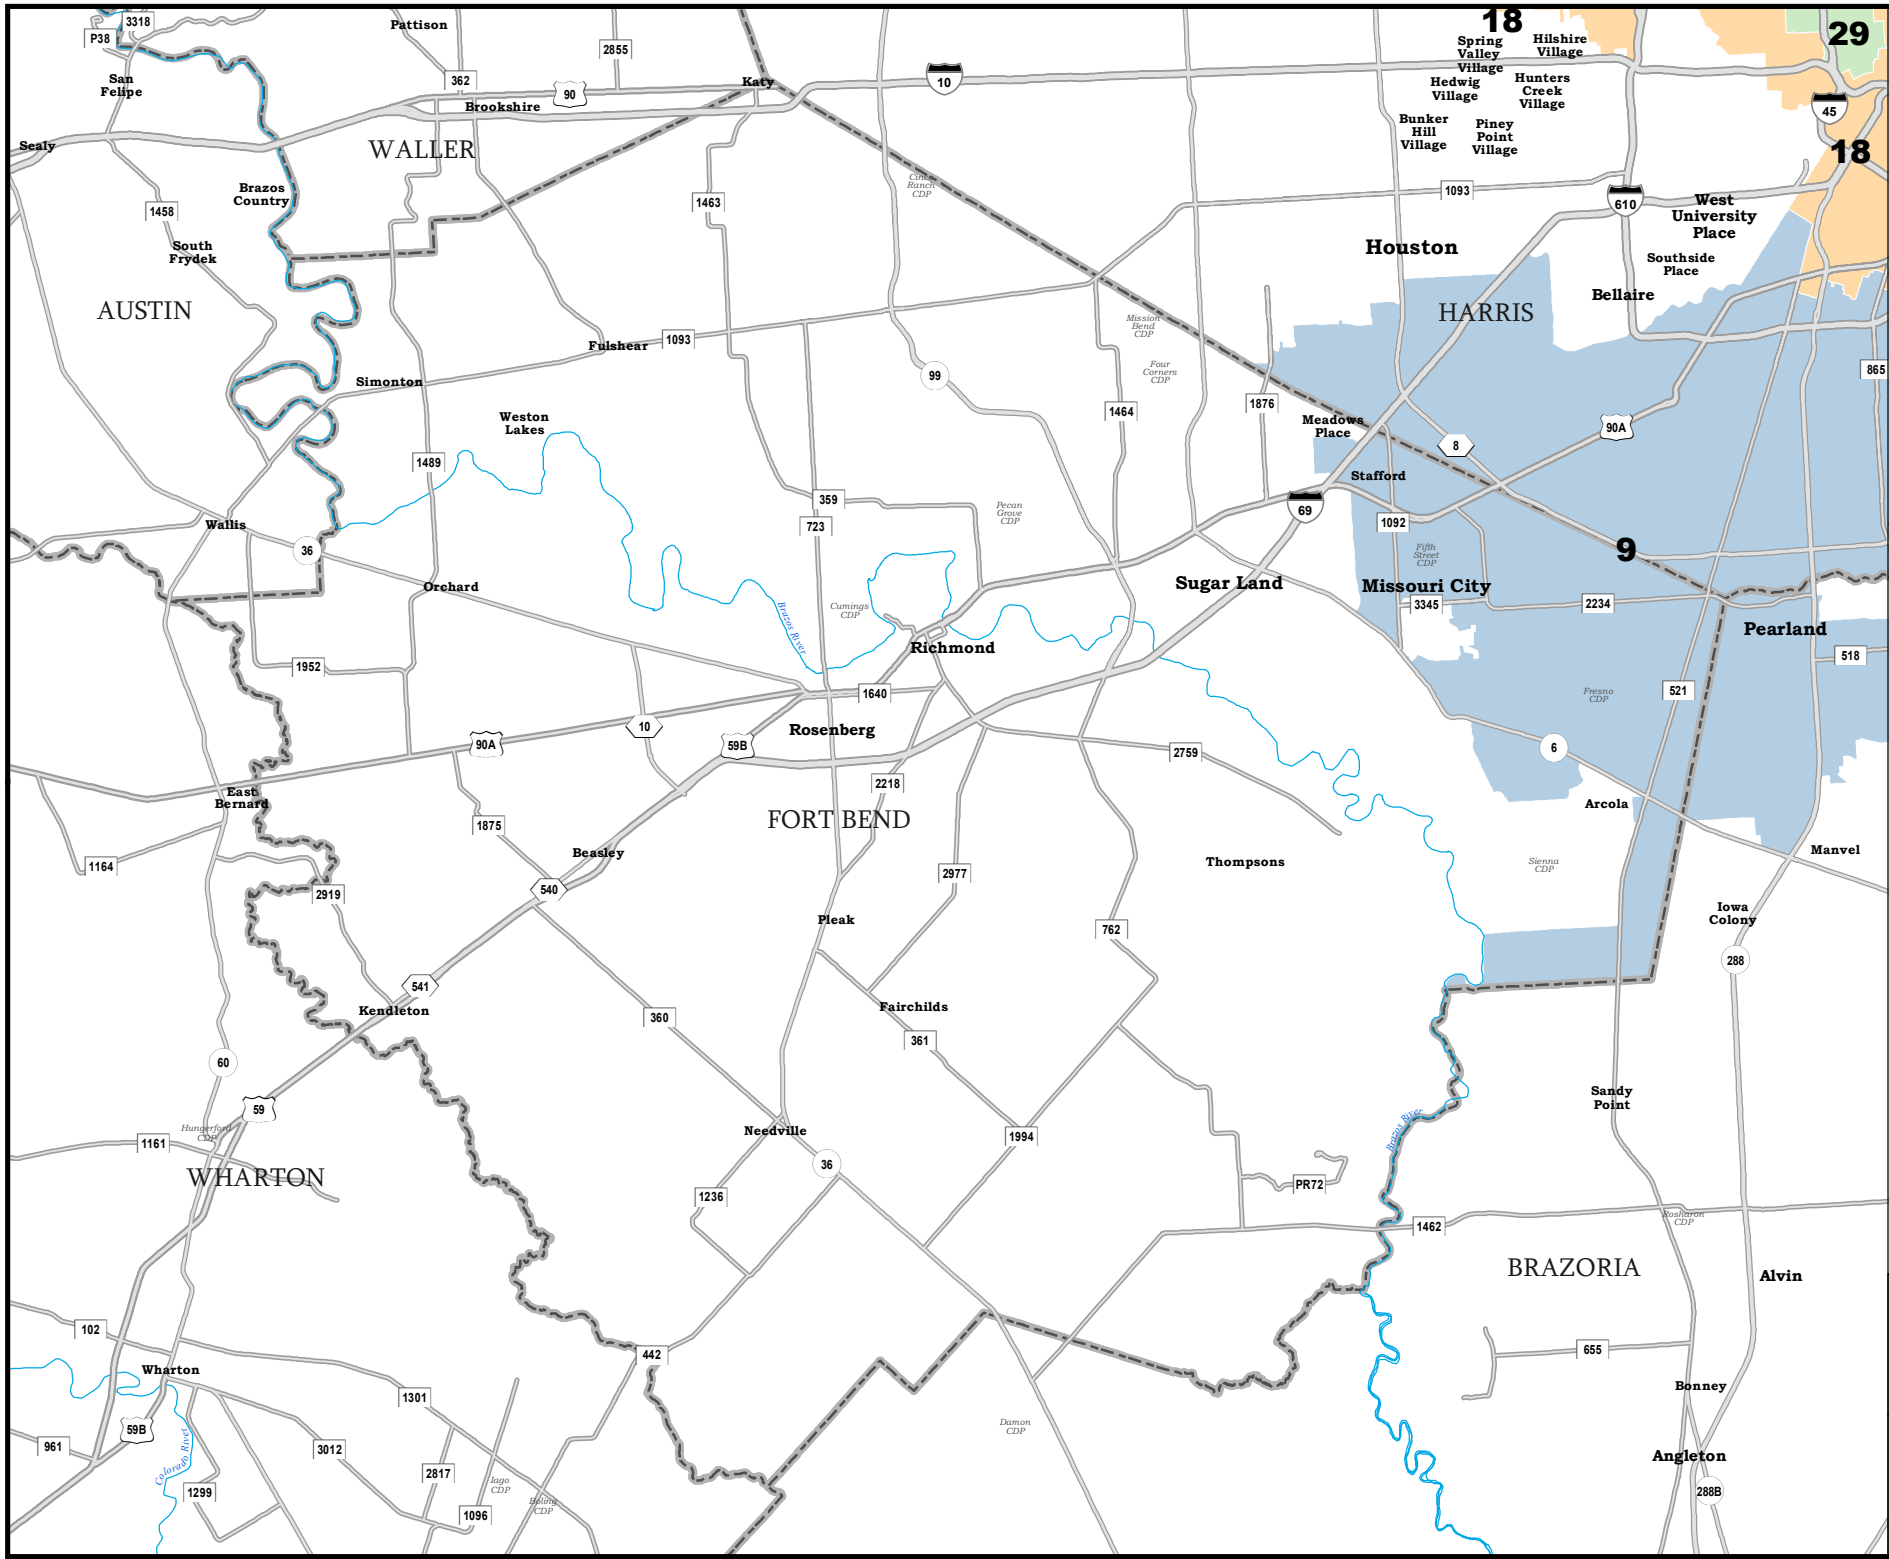 3318
Pattison
18
29
P38
2855
Spring
Valley
Village
Hilshire
Village
San
Felipe
362
Katy
10
Hedwig
Village
Hunters
Creek
Village
90
Brookshire
45
Sealy
WALLER
Bunker
Hill
Village
Piney
Point
Village
18
Brazos
Country
Cinco
Ranch
CDP
1093
1458
1463
610
West
University
Place
South
Frydek
Houston
Southside
Place
AUSTIN
Bellaire
HARRIS
Mission
Bend
CDP
Fulshear
1093
Four
Corners
CDP
99
865
Simonton
1464
1876
Weston
Lakes
Meadows
Place
90A
8
1489
Stafford
359
Pecan
Grove
CDP
69
723
1092
Wallis
36
Fifth
Street
CDP
9
Orchard
Sugar Land
Missouri City
Cumings
CDP
3345
2234
Brazos River
Pearland
Richmond
518
1952
1640
Fresno
CDP
521
10
Rosenberg
90A
59B
2759
6
2218
East
Bernard
Arcola
FORT BEND
1875
Beasley
Thompsons
Sienna
CDP
Manvel
1164
2977
540
2919
Pleak
762
Iowa
Colony
288
541
Kendleton
Fairchilds
360
361
60
Sandy
Point
59
Hungerford
CDP
Brazos River
1161
Needville
1994
WHARTON
36
1236
PR72
Rosharon
CDP
1462
BRAZORIA
Alvin
102
442
655
Wharton
Bonney
1301
59B
Damon
CDP
961
3012
Colorado River
Angleton
2817
Iago
CDP
1299
288B
Boling
CDP
1096